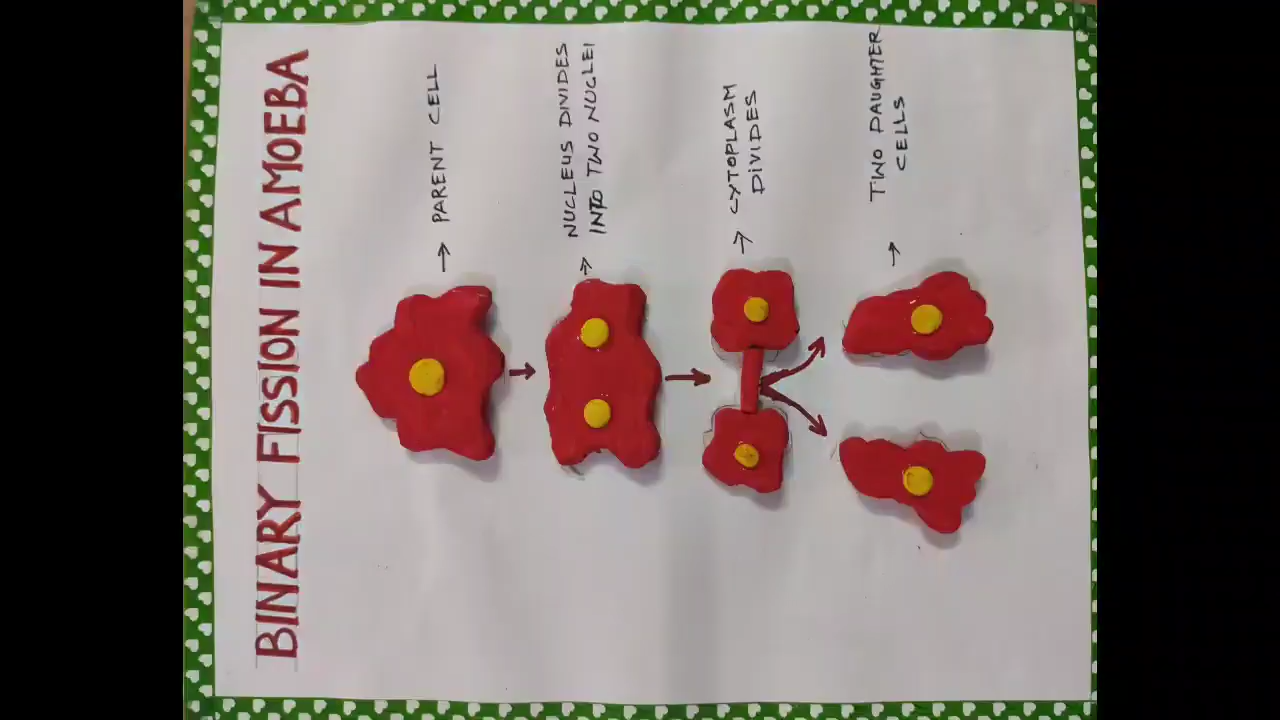 BINARY FISSION IN AMOEBA
→ PARENT CELL
→ NUCLEUS DIVIDES
INTO TWO NUCLEI
→ CYTOPLASM
DIVIDES
→ TWO DAUGHTER
CELLS